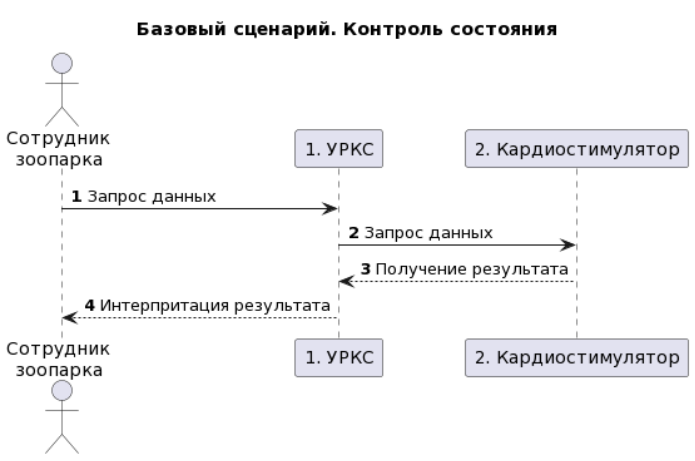 Базовый сценарий. Контроль состояния
Сотрудник
зоопарка
1. УРКС
2. Кардиостимулятор
1 Запрос данных
2 Запрос данных
3 Получение результата
4 Интерпритация результата
Сотрудник
зоопарка
1. УРКС
2. Кардиостимулятор